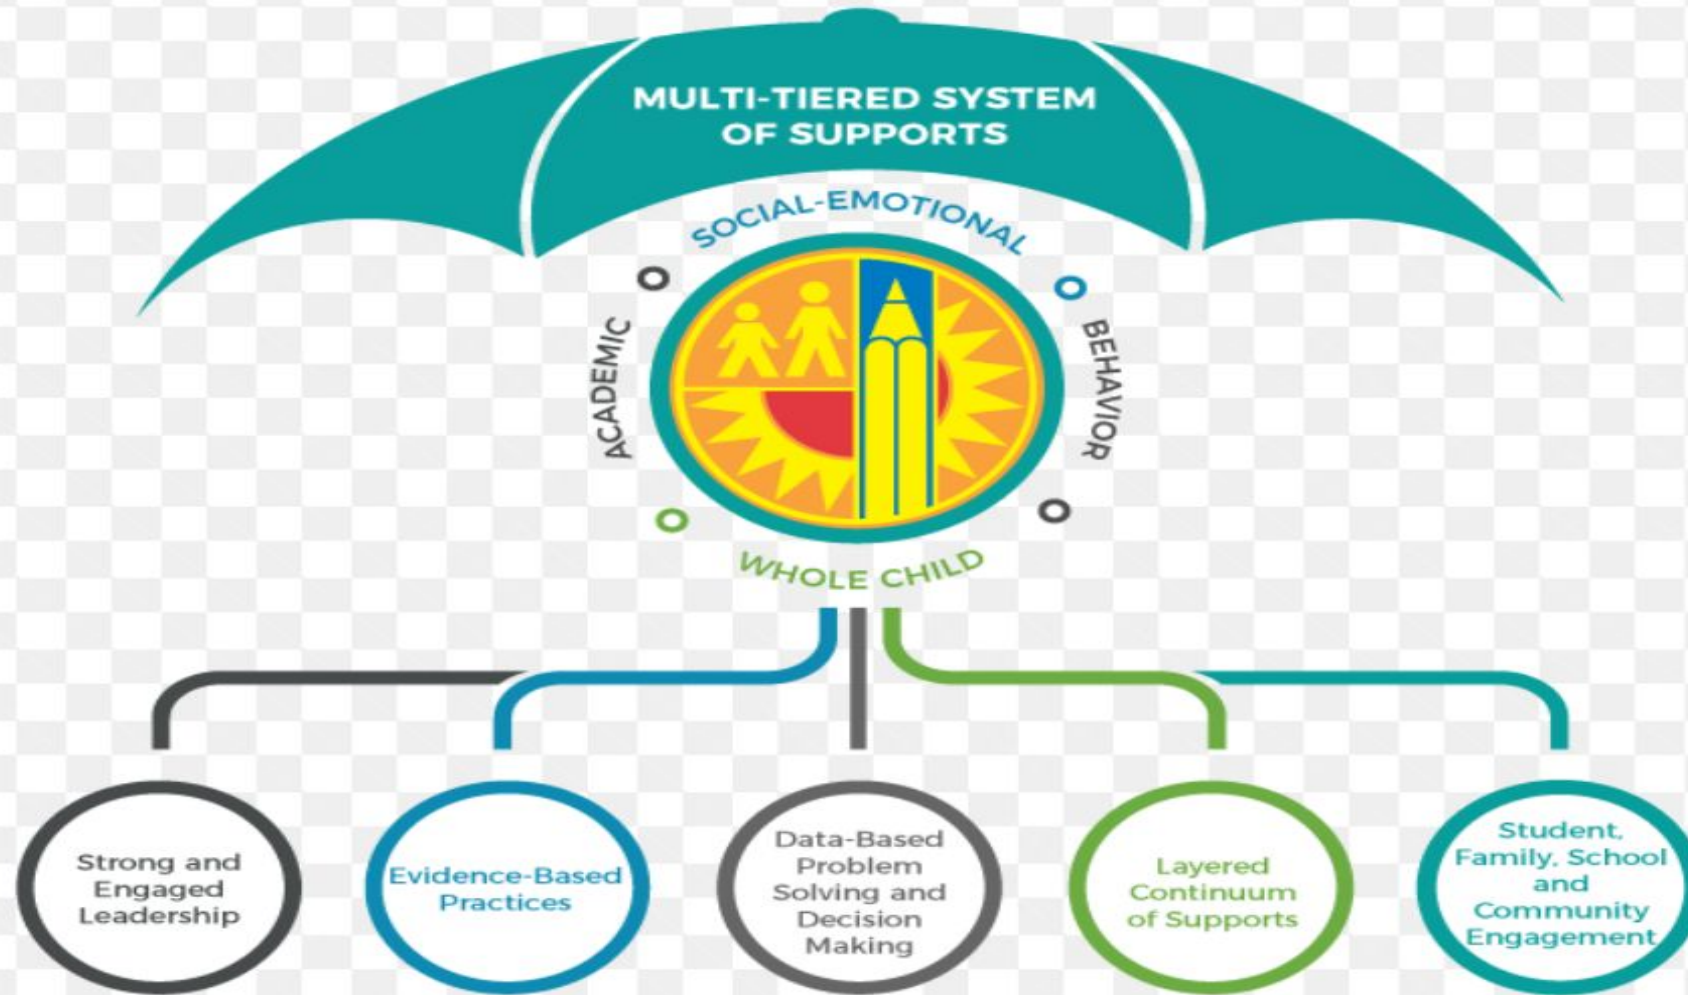 MULTI-TIERED SYSTEM
OF SUPPORTS
SOCIAL-EMOTIONAL
ACADEMIC
BEHAVIOR
WHOLE CHILD
Strong and
Engaged
Leadership
Evidence-Based
Practices
Data-Based
Problem
Solving and
Decision
Making
Layered
Continuum
of Supports
Student,
Family, School
and
Community
Engagement